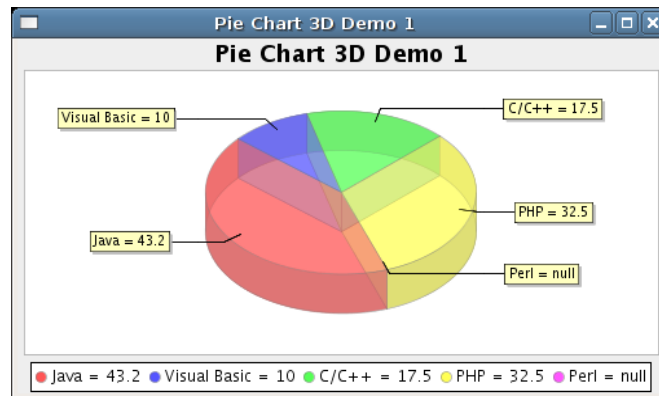 Pie Chart 3D Demo 1
Pie Chart 3D Demo 1
Visual Basic = 10
C/C++ = 17.5
PHP = 32.5
Java = 43.2
Perl = null
Java = 43.2 Visual Basic = 10 C/C++ = 17.5 PHP = 32.5 Perl = null